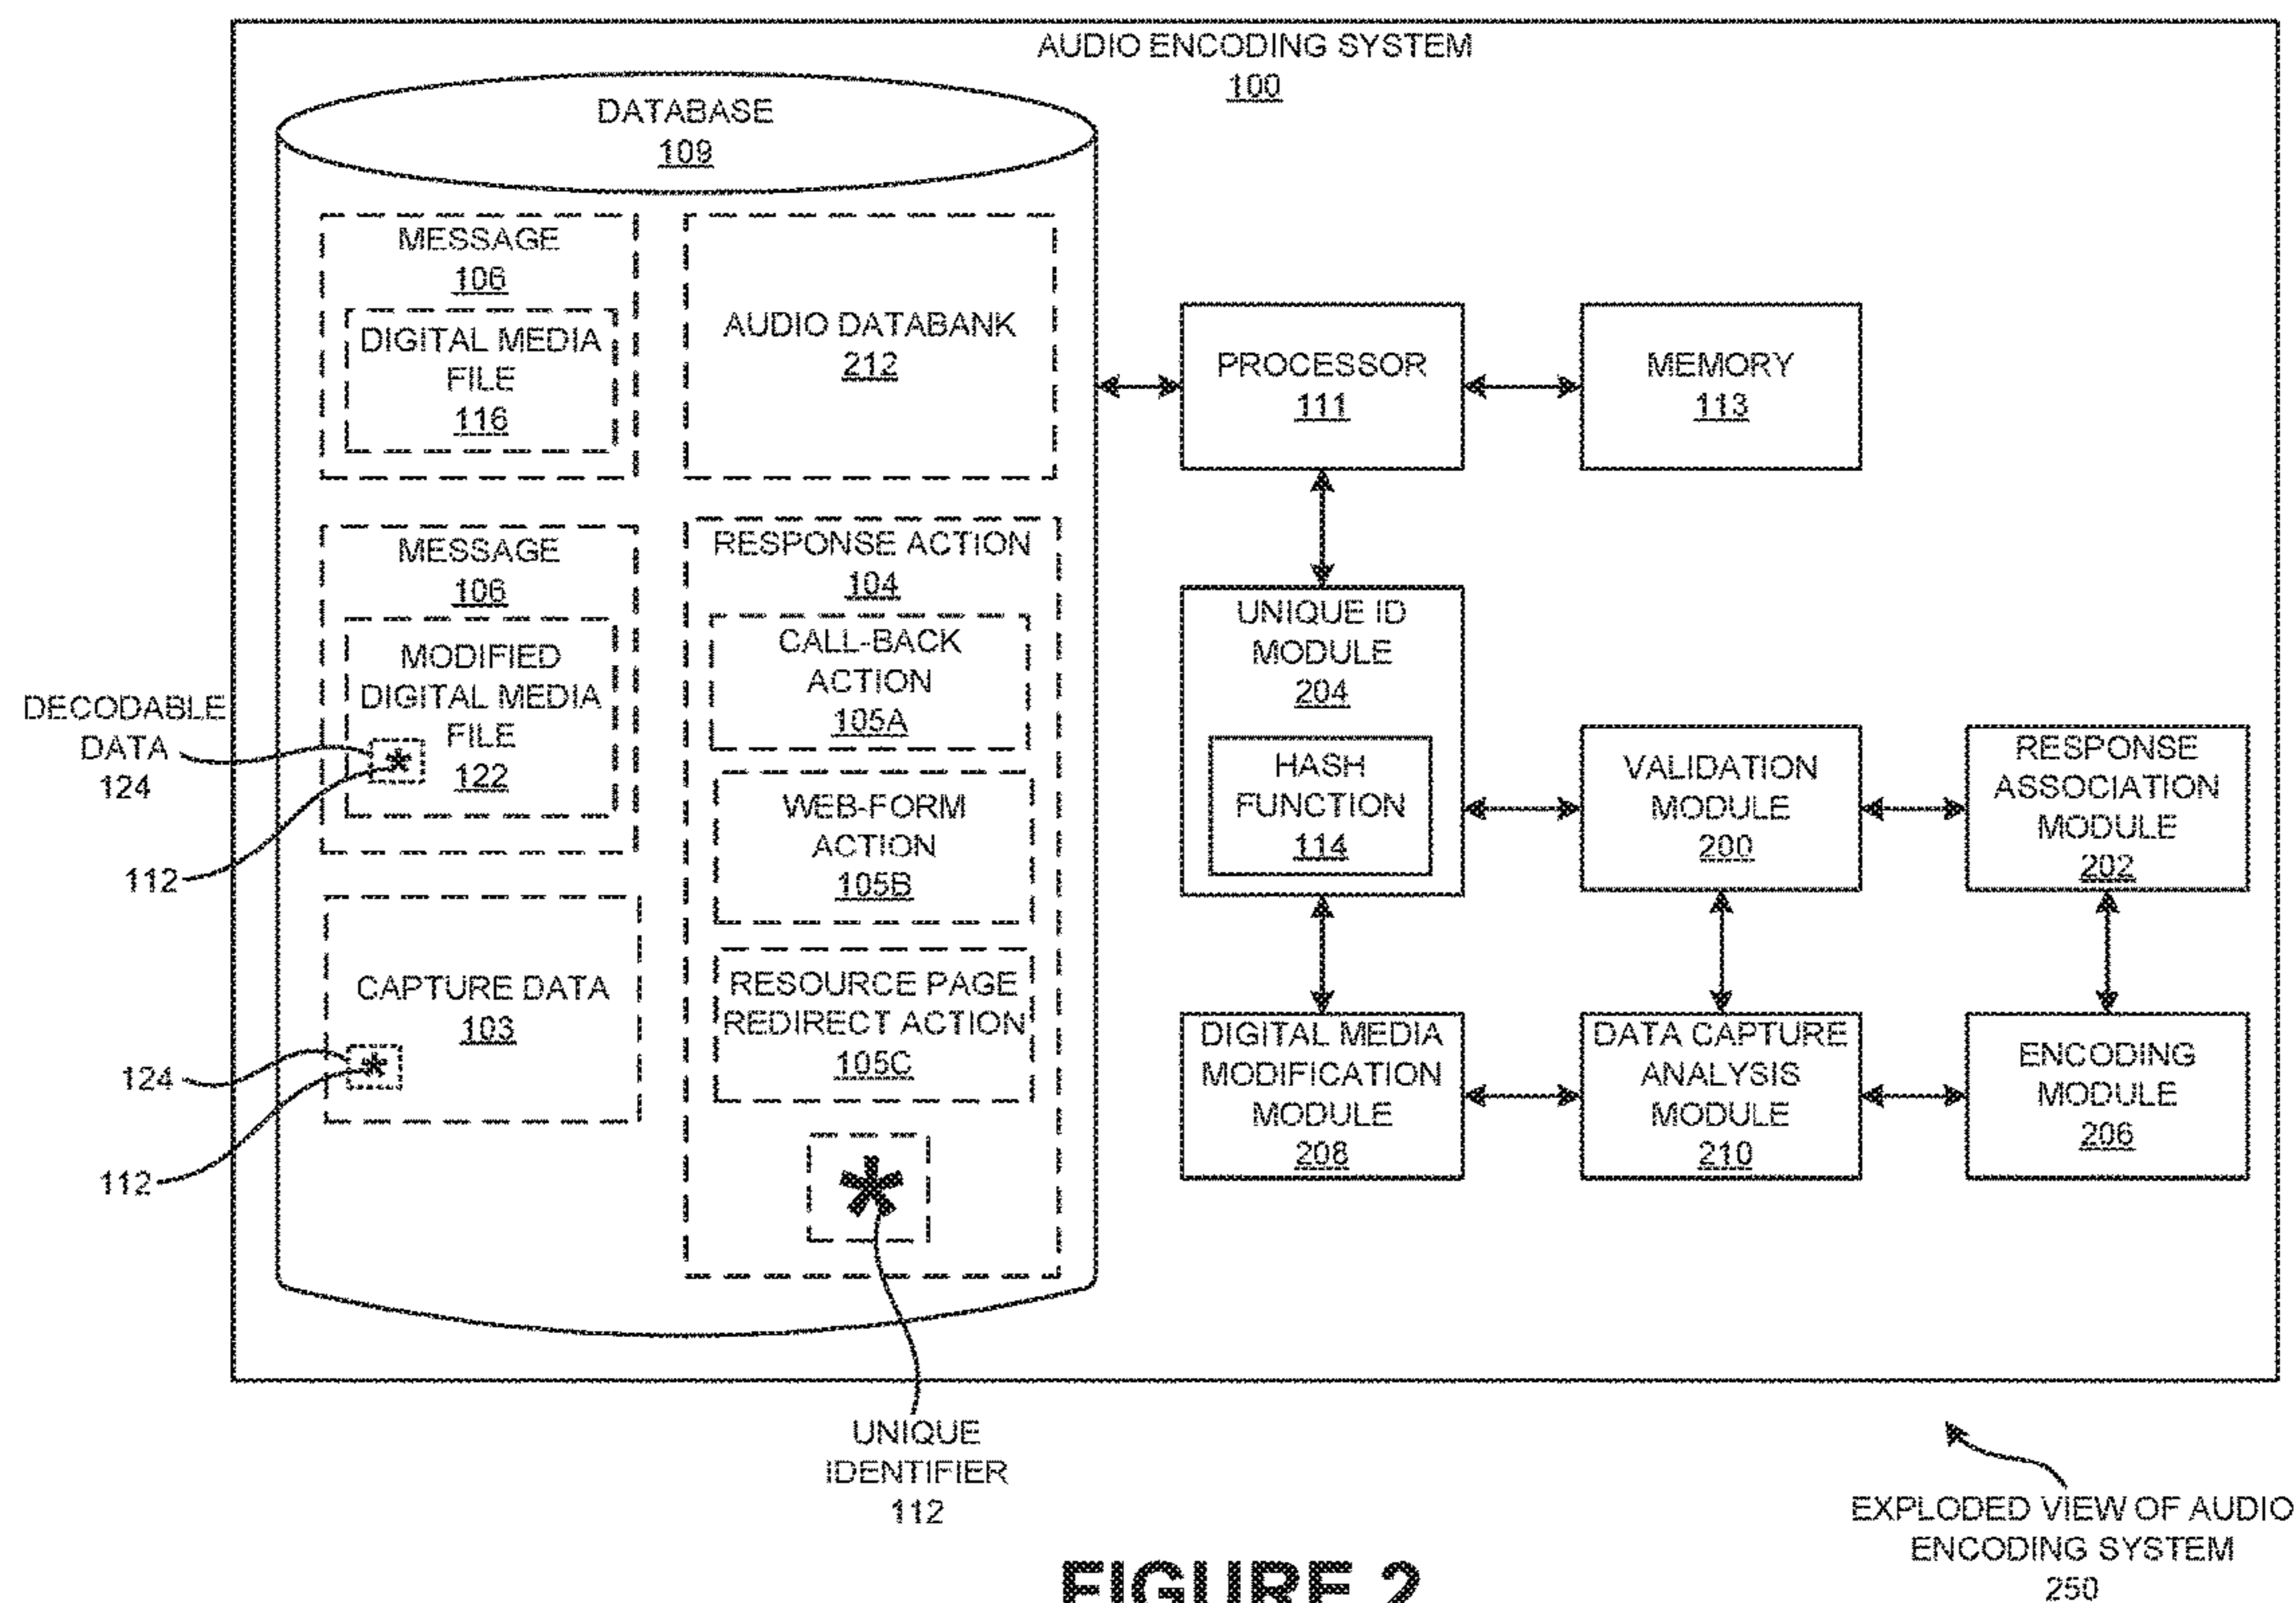 AUDIO ENCODING SYSTEM
100
DATABASE
109
MESSAGE
106
DIGITAL MEDIA
FILE
116
AUDIO DATABANK
212
PROCESSOR
111
MEMORY
113
MESSAGE
106
MODIFIED
DIGITAL MEDIA
FILE
122
*
DECODABLE
DATA
124
112
RESPONSE ACTION
104
CALL-BACK
ACTION
105A
WEB-FORM
ACTION
105B
RESOURCE PAGE
REDIRECT ACTION
105C
*
UNIQUE
IDENTIFIER
112
CAPTURE DATA
103
*
124
112
UNIQUE ID
MODULE
204
HASH
FUNCTION
114
VALIDATION
MODULE
200
RESPONSE
ASSOCIATION
MODULE
202
DIGITAL MEDIA
MODIFICATION
MODULE
208
DATA CAPTURE
ANALYSIS
MODULE
210
ENCODING
MODULE
206
EXPLODED VIEW OF AUDIO
ENCODING SYSTEM
250
FIGURE 2